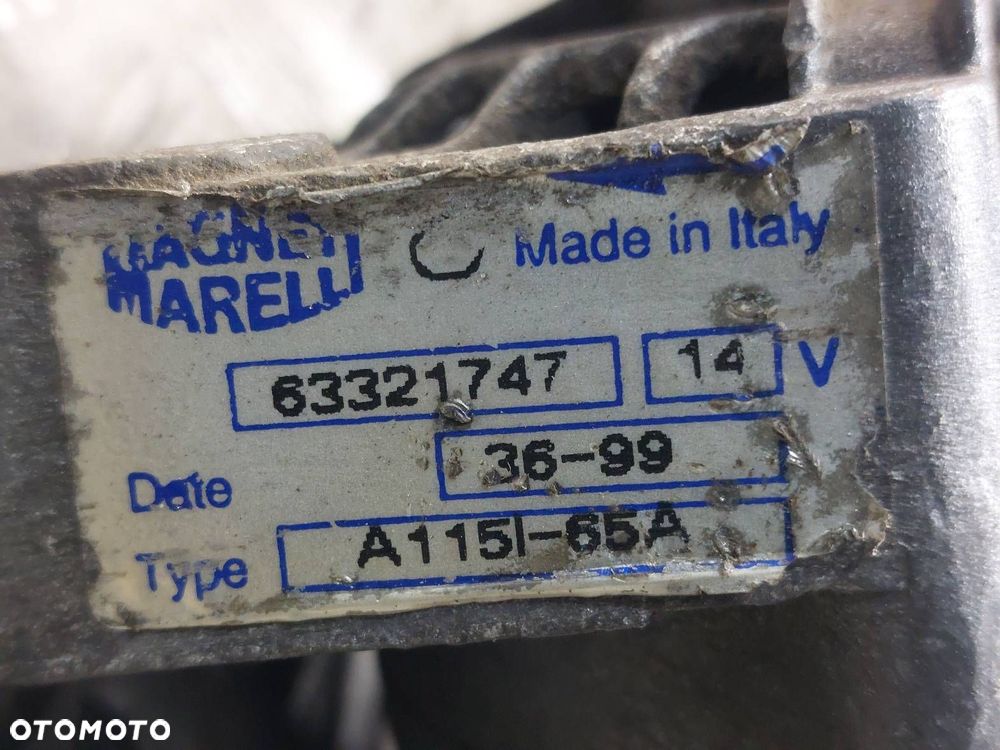 MAGNETI
MARELLI
Made in Italy
63321747
14 V
Date 36-99
Type A115I-65A
OTOMOTO